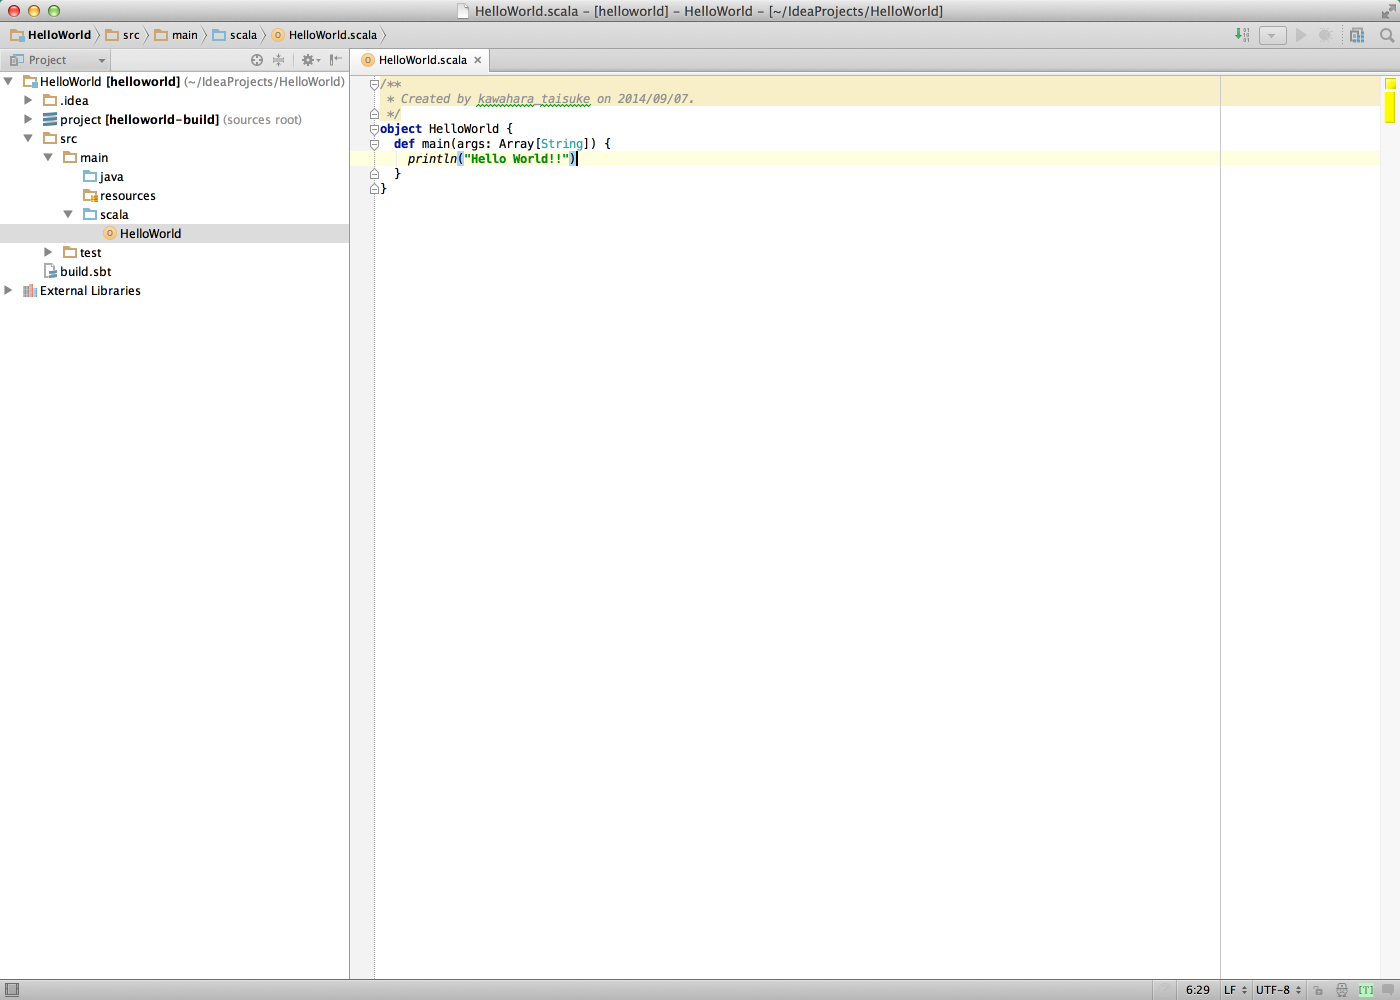 HelloWorld.scala - [helloworld] - HelloWorld - [~/IdeaProjects/HelloWorld]
HelloWorld src main scala HelloWorld.scala
Project
HelloWorld.scala
HelloWorld [helloworld] (~/IdeaProjects/HelloWorld)
.idea
project [helloworld-build] (sources root)
src
main
java
resources
scala
HelloWorld
test
build.sbt
External Libraries
/**
* Created by kawahara_taisuke on 2014/09/07.
*/
object HelloWorld {
def main(args: Array[String]) {
println("Hello World!!")
}
}
6:29 LF UTF-8 [T]